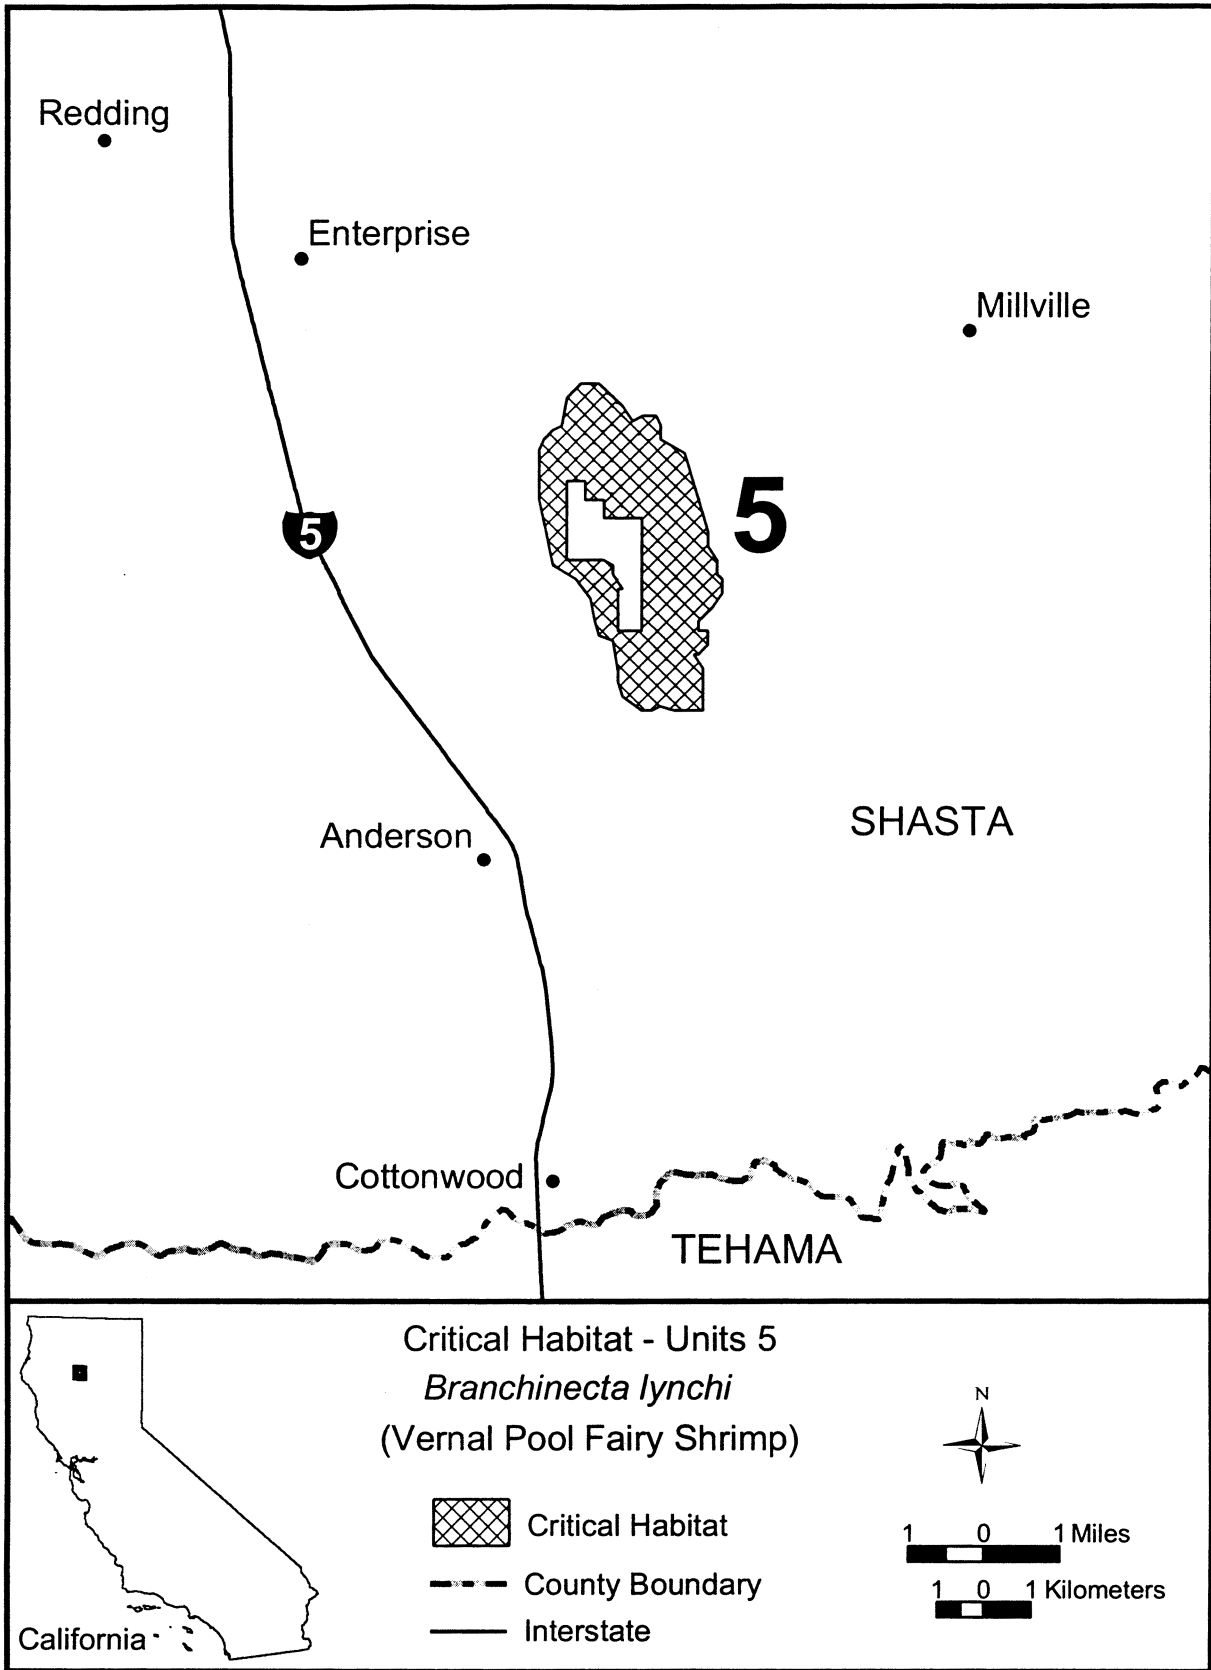 Redding
Enterprise
Millville
5
5
SHASTA
Anderson
Cottonwood
TEHAMA
Critical Habitat - Units 5
Branchinecta lynchi
(Vernal Pool Fairy Shrimp)
N
Critical Habitat
1 0 1 Miles
County Boundary
1 0 1 Kilometers
Interstate
California